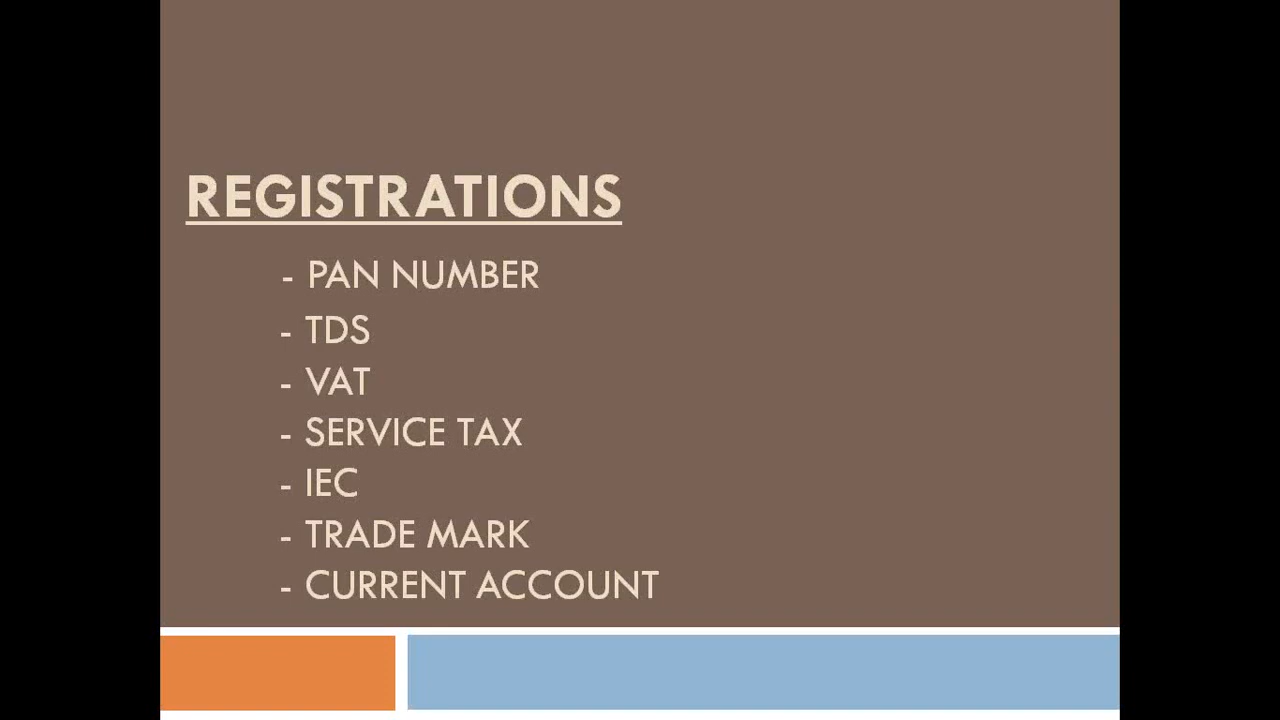 REGISTRATIONS
- PAN NUMBER
- TDS
- VAT
- SERVICE TAX
- IEC
- TRADE MARK
- CURRENT ACCOUNT